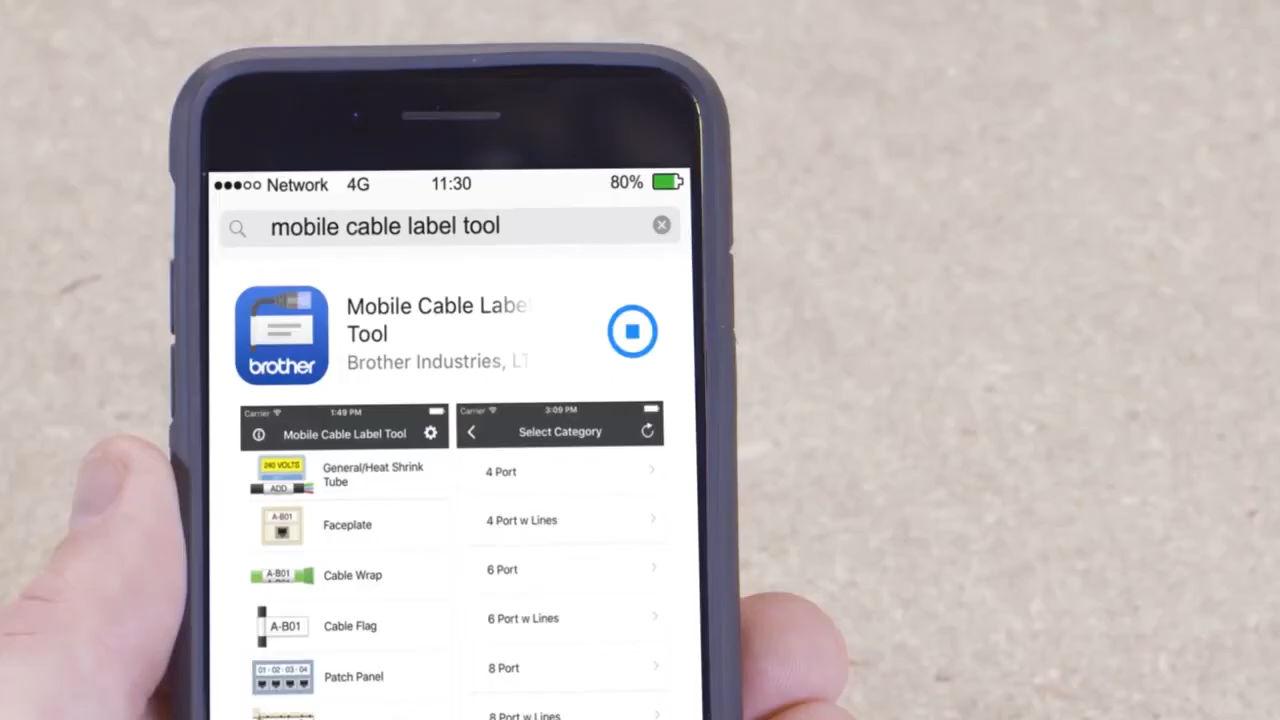 Network 4G 11:30 80%
mobile cable label tool
Mobile Cable Label
Tool
Brother Industries, LT
brother
Carrier 1:49 PM
Mobile Cable Label Tool
240 VOLTS
ADD
General/Heat Shrink
Tube
A-B01
Faceplate
A-B01
Cable Wrap
A-B01
Cable Flag
01 - 02 - 03 - 04
Patch Panel
Carrier 3:09 PM
Select Category
4 Port
4 Port w Lines
6 Port
6 Port w Lines
8 Port
8 Port w Lines